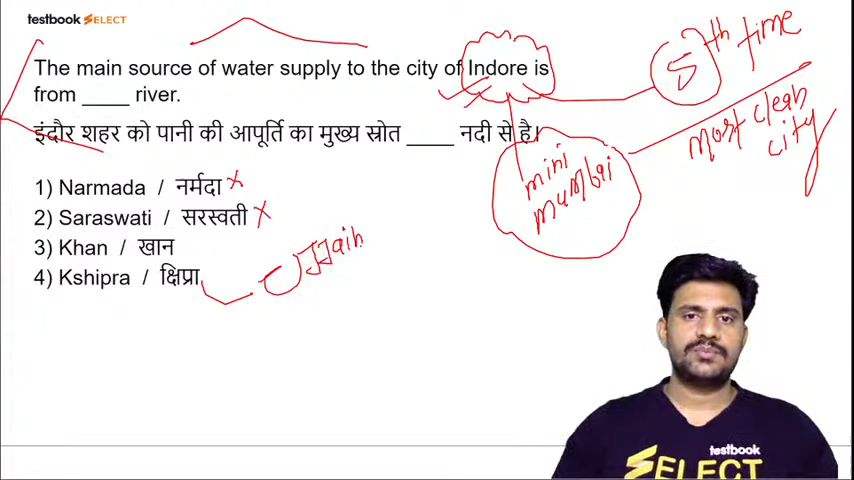 testbook SELECT
The main source of water supply to the city of Indore is
from ____ river.
इंदौर शहर को पानी की आपूर्ति का मुख्य स्रोत ____ नदी से है।
1) Narmada / नर्मदा
2) Saraswati / सरस्वती
3) Khan / खान
4) Kshipra / क्षिप्रा
Ujjain
5th time
most clean
city
mini
mumbai
testbook
SELECT